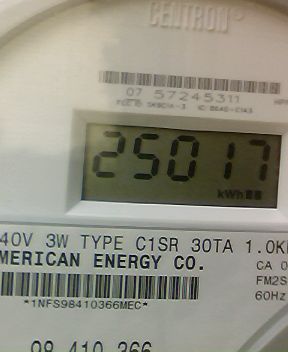 CENTRON®
07 57245311
25017
kWh
40V 3W TYPE C1SR 30TA 1.0K
MERICAN ENERGY CO.
CA 0
FM2S
*1NFS98410366MEC*
60Hz
98 410 366